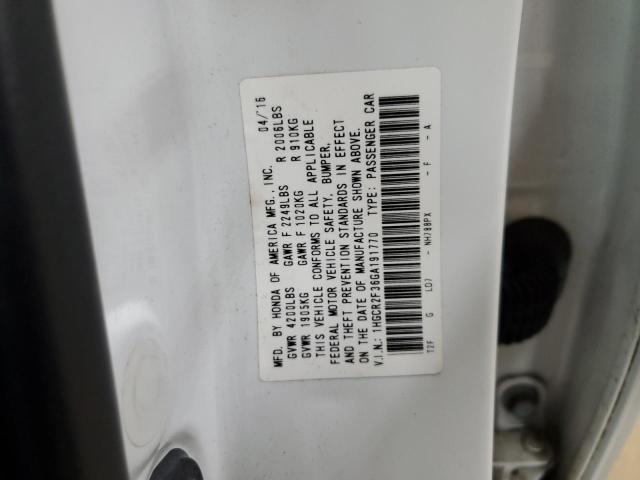 MFD. BY HONDA OF AMERICA MFG., INC. 04/16
GVWR 4200LBS GAWR F 2249LBS R 2006LBS
GVWR 1905KG GAWR F 1020KG R 910KG
THIS VEHICLE CONFORMS TO ALL APPLICABLE
FEDERAL MOTOR VEHICLE SAFETY, BUMPER,
AND THEFT PREVENTION STANDARDS IN EFFECT
ON THE DATE OF MANUFACTURE SHOWN ABOVE.
V.I.N.: 1HGCR2F36GA191770 TYPE: PASSENGER CAR
T2F G LD7 - NH788PX - F - A